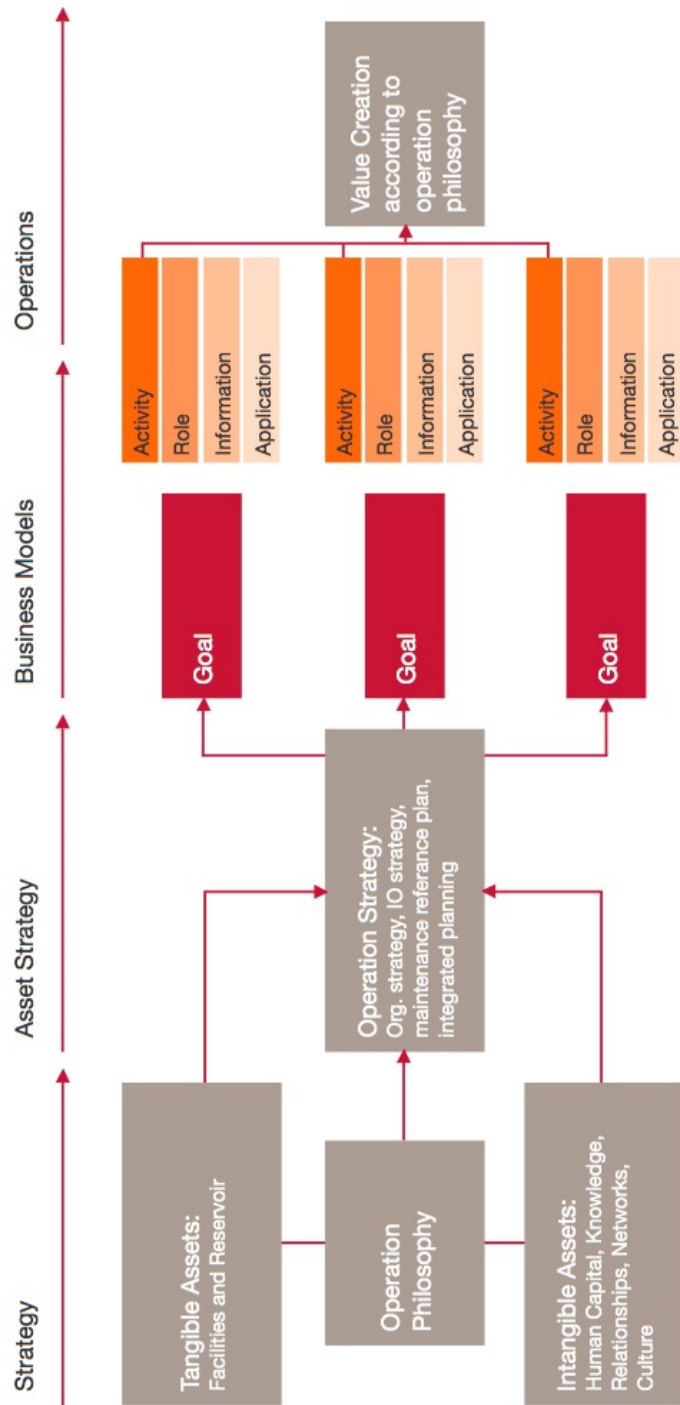 Strategy
Asset Strategy
Business Models
Operations
Tangible Assets:
Facilities and Reservoir
Operation
Philosophy
Intangible Assets:
Human Capital, Knowledge,
Relationships, Networks,
Culture
Operation Strategy:
Org. strategy, IO strategy,
maintenance referance plan,
integrated planning
Goal
Goal
Goal
Activity
Role
Information
Application
Activity
Role
Information
Application
Activity
Role
Information
Application
Value Creation
according to
operation
philosophy